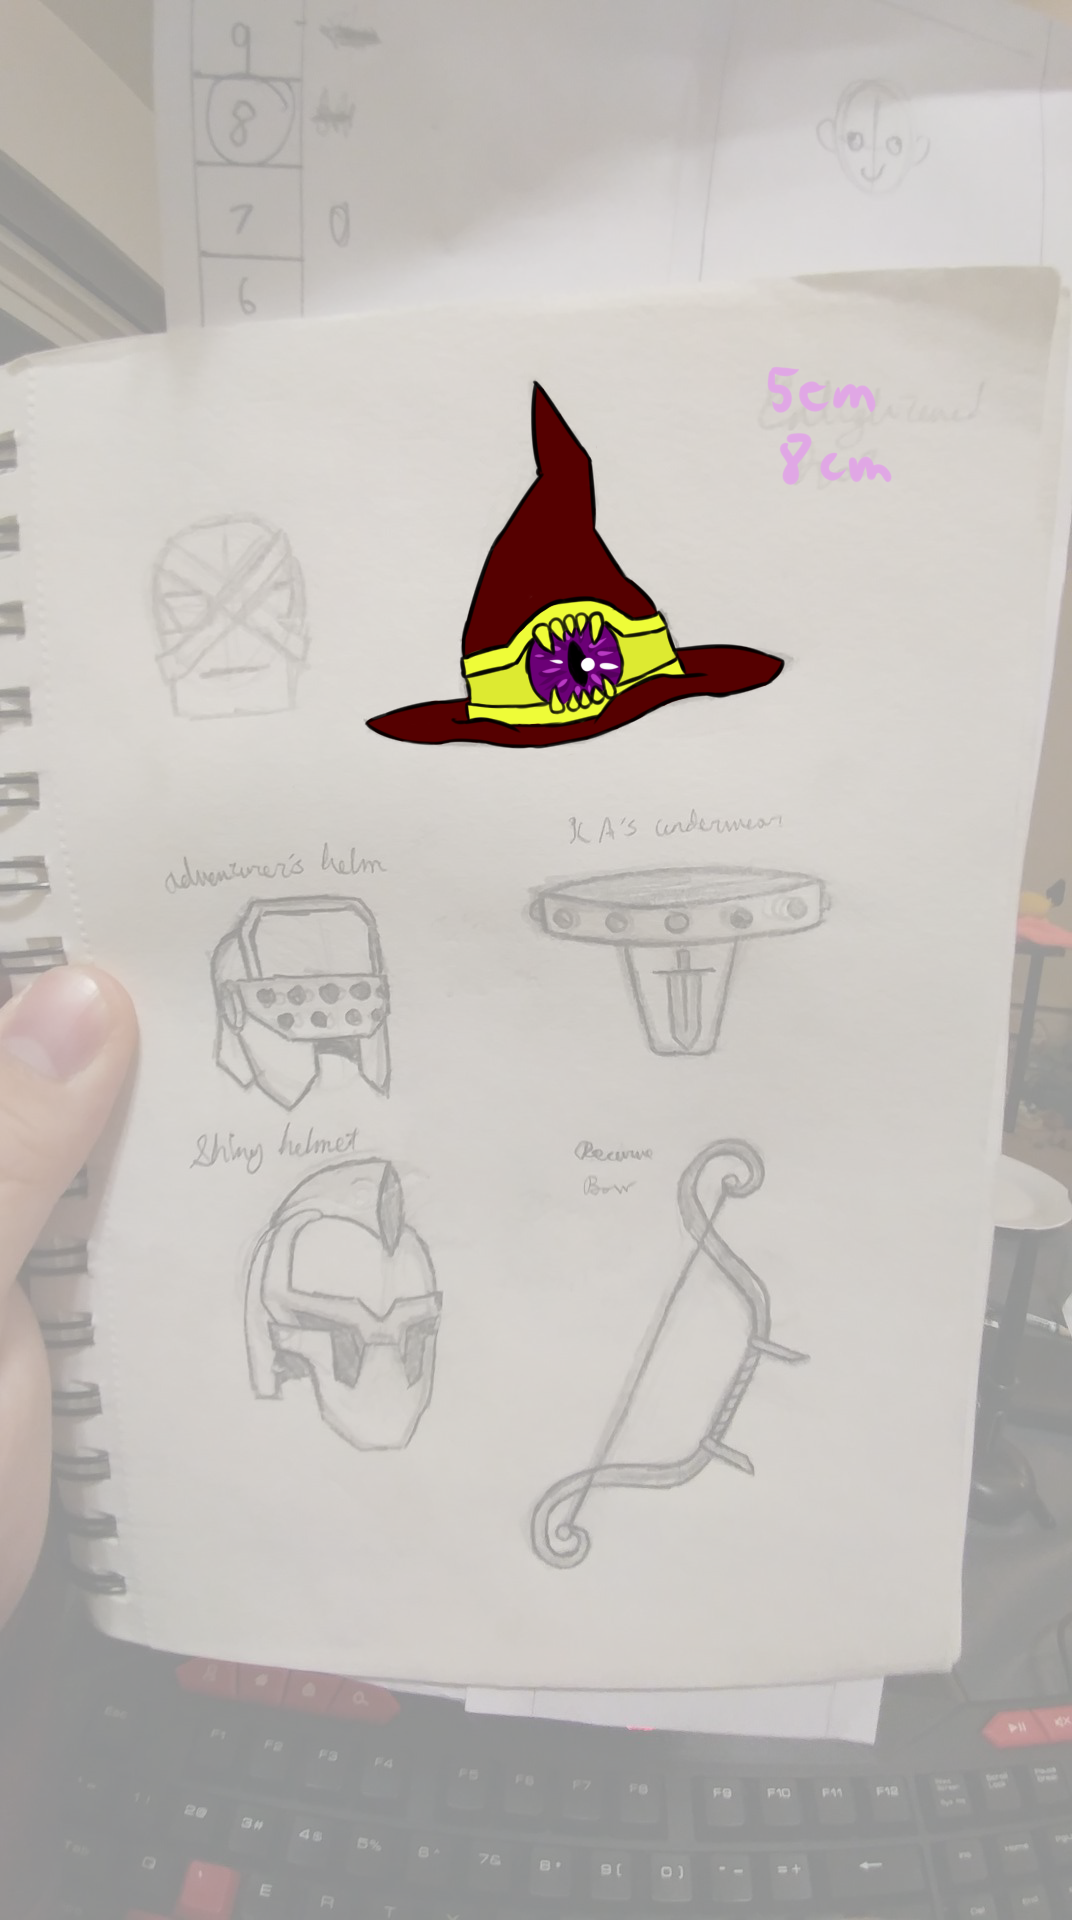 9
8
7
0
6
5cm
8cm
KA's underwear
adventurer's helm
Shiny helmet
Recurve
Bow
F1 F2 F3 F4 F5 F6 F7 F8 F9 F10 F11 F12
2@ 3# 4$ 5% 6^ 7& 8* 9( 0) -- =+ ←
Q E R T